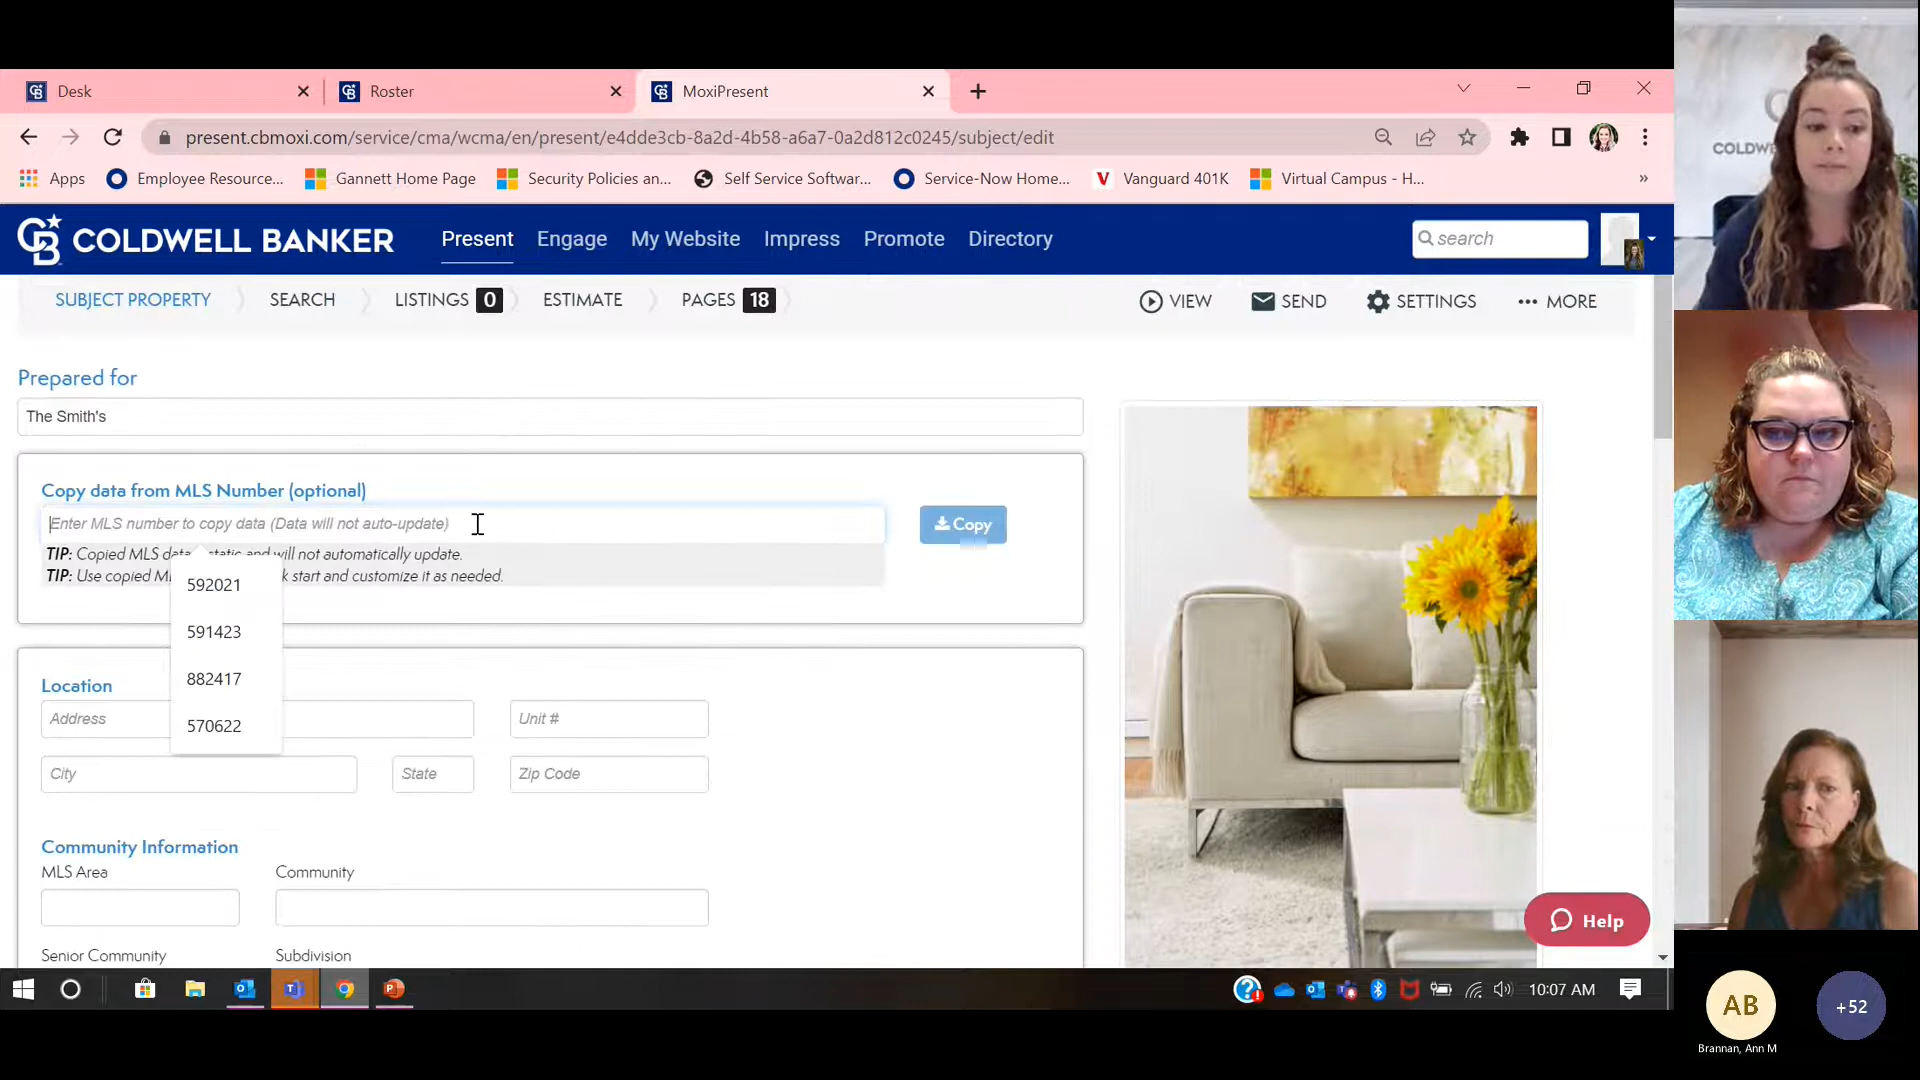 Desk
Roster
MoxiPresent
present.cbmoxi.com/service/cma/wcma/en/present/e4dde3cb-8a2d-4b58-a6a7-0a2d812c0245/subject/edit
Apps
Employee Resource...
Gannett Home Page
Security Policies an...
Self Service Softwar...
Service-Now Home...
Vanguard 401K
Virtual Campus - H...
»
COLDWELL BANKER
Present
Engage
My Website
Impress
Promote
Directory
search
SUBJECT PROPERTY
SEARCH
LISTINGS 0
ESTIMATE
PAGES 18
VIEW
SEND
SETTINGS
MORE
Prepared for
The Smith's
Copy data from MLS Number (optional)
Enter MLS number to copy data (Data will not auto-update)
Copy
TIP: Copied MLS data static and will not automatically update.
TIP: Use copied k start and customize it as needed.
592021
591423
882417
570622
Location
Address
Unit #
City
State
Zip Code
Community Information
MLS Area
Community
Senior Community
Subdivision
Help
10:07 AM
AB
Brannan, Ann M
+52